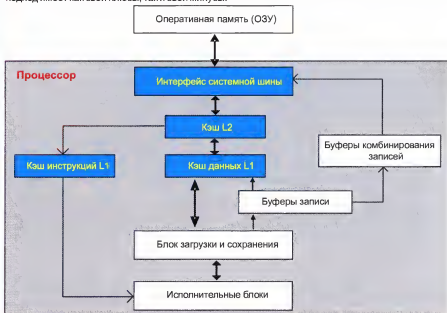 Оперативная память (ОЗУ)
Процессор
Интерфейс системной шины
Кэш L2
Кэш инструкций L1
Кэш данных L1
Буферы комбинирования
записей
Буферы записи
Блок загрузки и сохранения
Исполнительные блоки